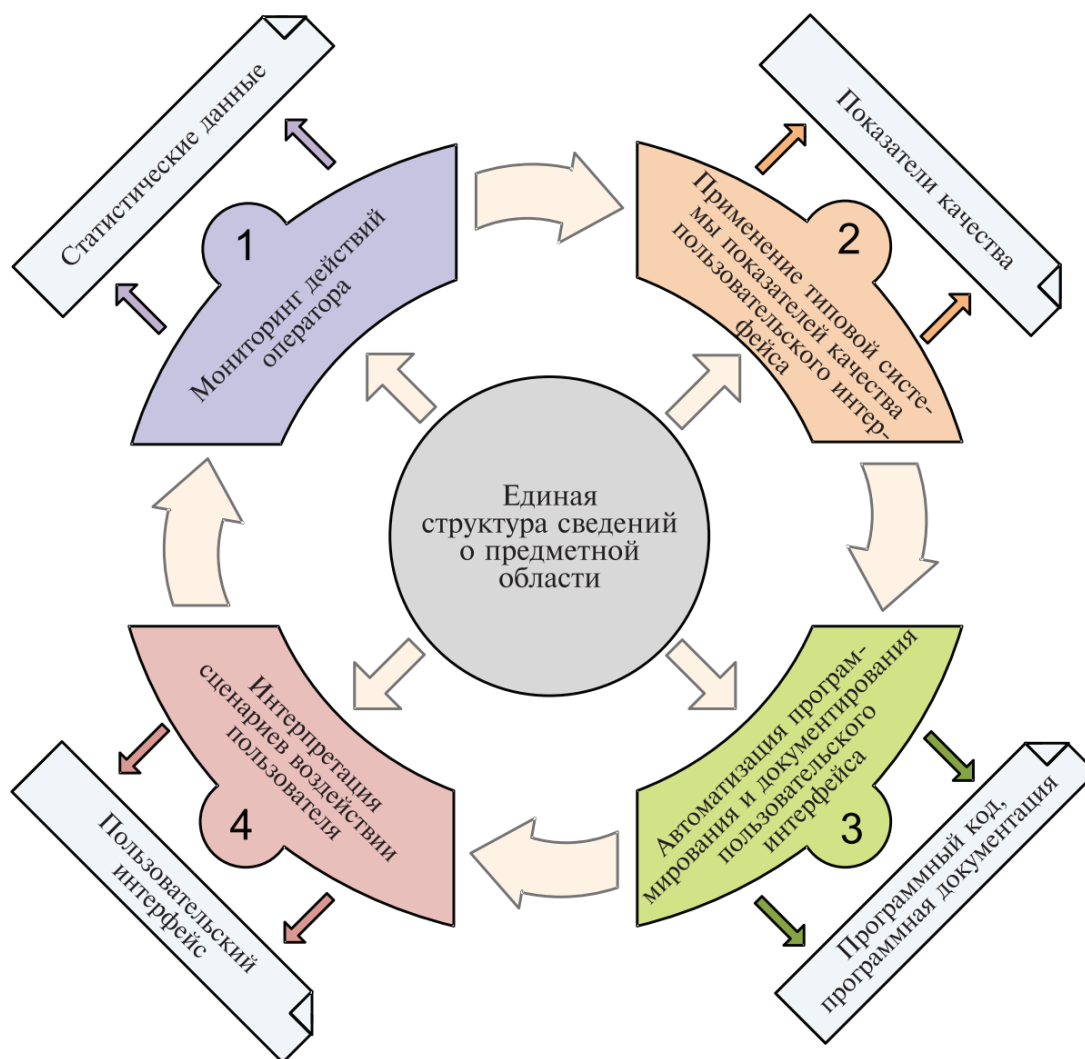 Статистические данные
1
Мониторинг действий
оператора
Показатели качества
2
Применение типовой систе-
мы показателей качества
пользовательского интер-
фейса
Единая
структура сведений
о предметной
области
Автоматизация програм-
мирования и документирования
пользовательского
интерфейса
3
Программный код,
программная документация
Интерпретация
сценариев воздействии
пользователя
4
Пользовательский
интерфейс